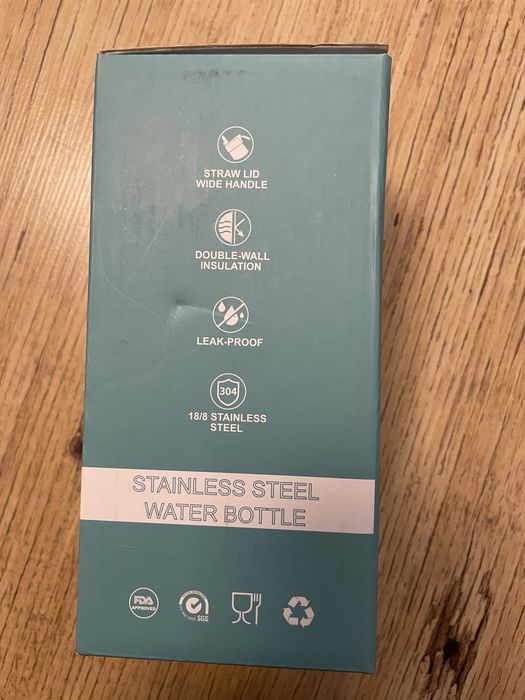 STRAW LID
WIDE HANDLE
DOUBLE-WALL
INSULATION
LEAK-PROOF
304
18/8 STAINLESS
STEEL
STAINLESS STEEL
WATER BOTTLE
FDA
APPROVED
SGS